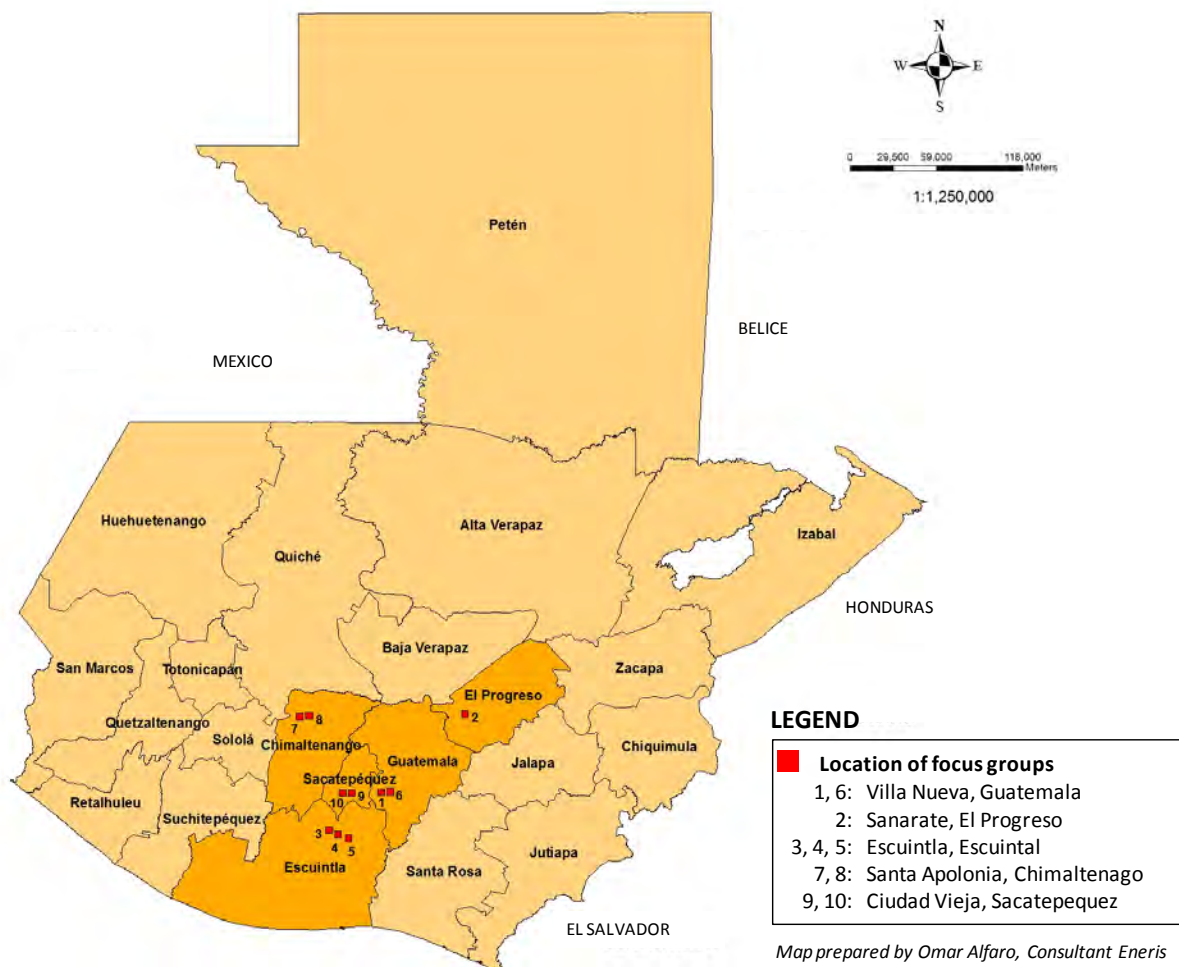 N
W E
S
0 29,500 59,000 118,000
Meters
1:1,250,000
Petén
BELICE
MEXICO
Huehuetenango
Quiché
Alta Verapaz
Izabal
HONDURAS
San Marcos
Totonicapán
Baja Verapaz
Zacapa
El Progreso
2
Quetzaltenango
Sololá
7 8
Chimaltenango
Guatemala
Jalapa
Chiquimula
Sacatepéquez
10 9 1 6
Retalhuleu
Suchitepéquez
3
4
5
Escuintla
Santa Rosa
Jutiapa
EL SALVADOR
LEGEND
Location of focus groups
1, 6: Villa Nueva, Guatemala
2: Sanarate, El Progreso
3, 4, 5: Escuintla, Escuintal
7, 8: Santa Apolonia, Chimaltenago
9, 10: Ciudad Vieja, Sacatepequez
Map prepared by Omar Alfaro, Consultant Eneris